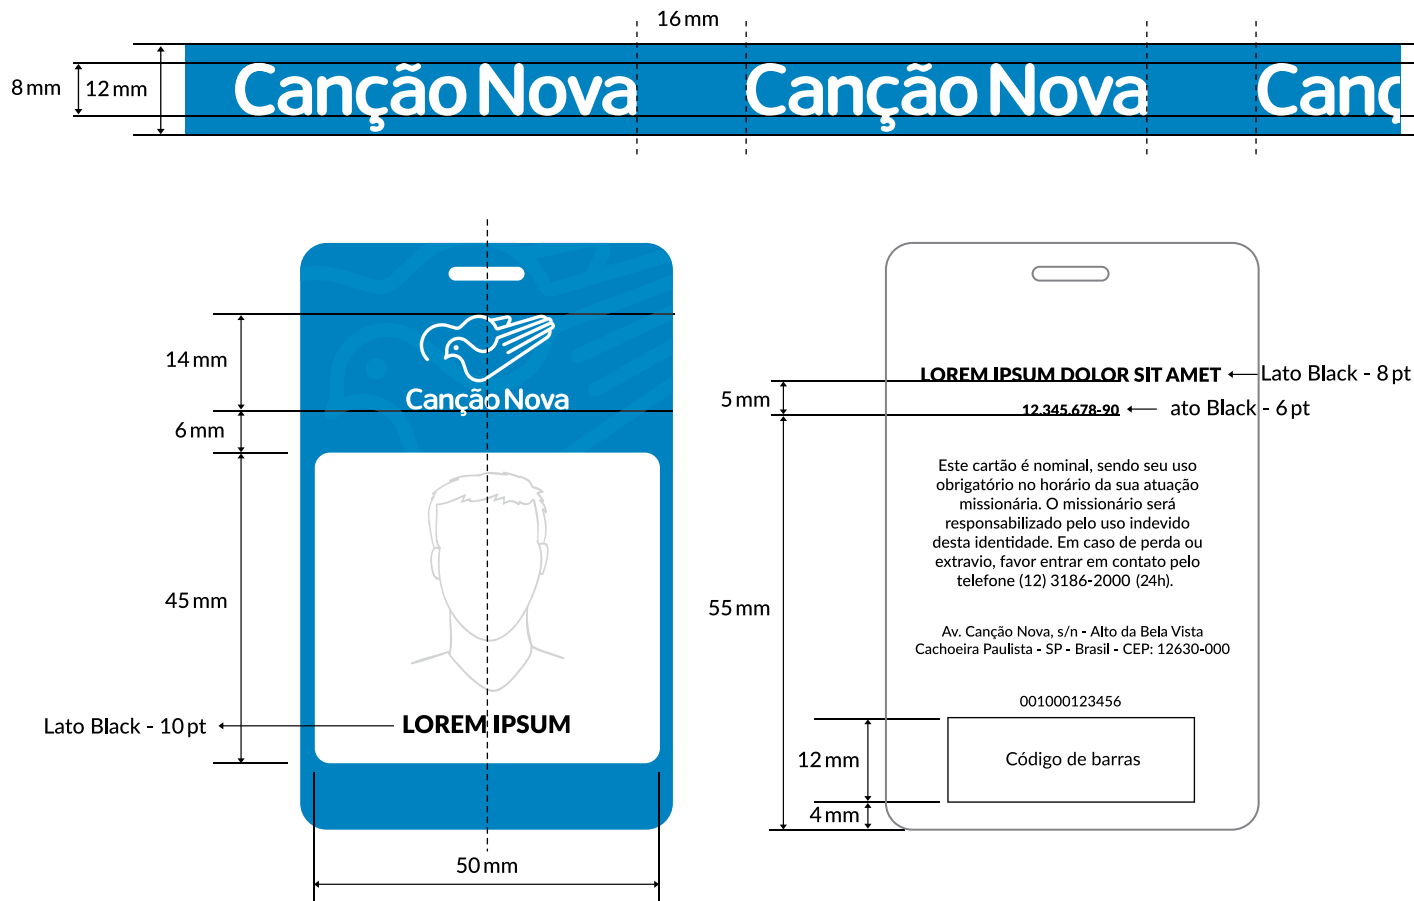 16 mm
8 mm
12 mm
Canção Nova
Canção Nova
Canç
14 mm
Canção Nova
6 mm
45 mm
Lato Black - 10 pt
LOREM IPSUM
50 mm
LOREM IPSUM DOLOR SIT AMET
Lato Black - 8 pt
5 mm
12.345.678-90
ato Black - 6 pt
Este cartão é nominal, sendo seu uso
obrigatório no horário da sua atuação
missionária. O missionário será
responsabilizado pelo uso indevido
desta identidade. Em caso de perda ou
extravio, favor entrar em contato pelo
telefone (12) 3186-2000 (24h).
55 mm
Av. Canção Nova, s/n - Alto da Bela Vista
Cachoeira Paulista - SP - Brasil - CEP: 12630-000
001000123456
12 mm
Código de barras
4 mm